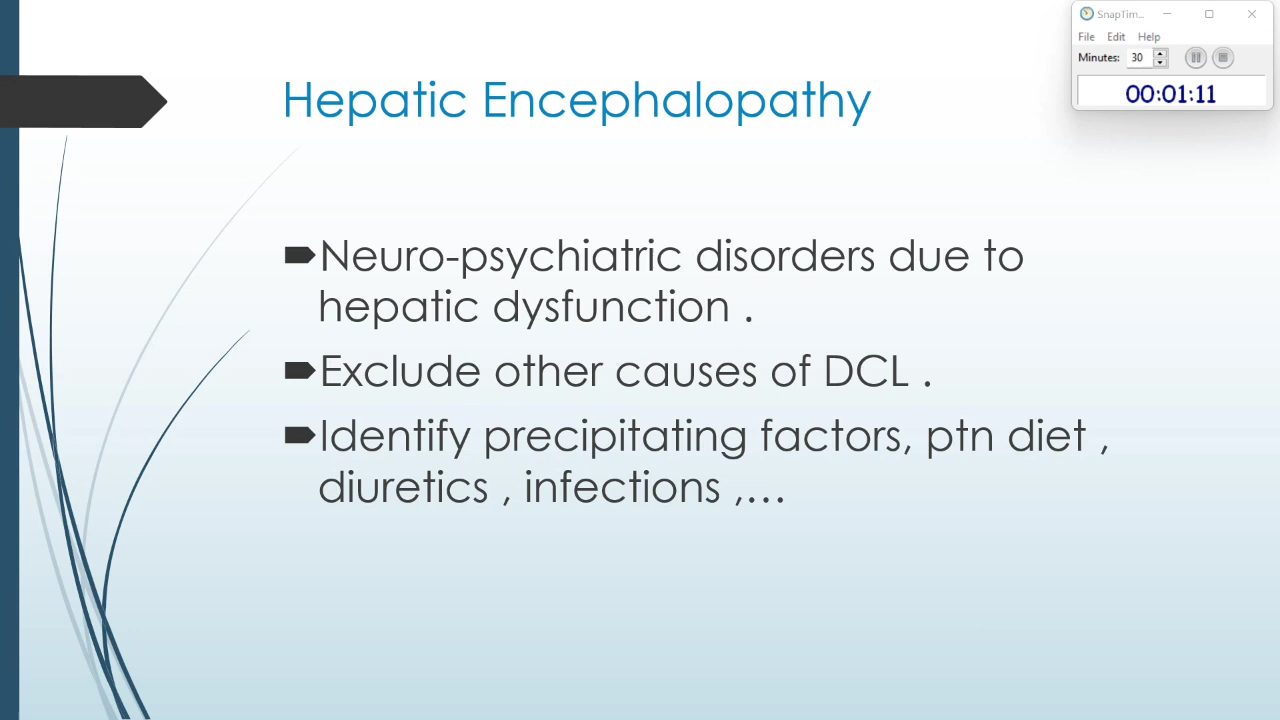 SnapTim...
File Edit Help
Minutes: 30
00:01:11
Hepatic Encephalopathy
Neuro-psychiatric disorders due to
hepatic dysfunction .
Exclude other causes of DCL .
Identify precipitating factors, ptn diet ,
diuretics , infections ,...